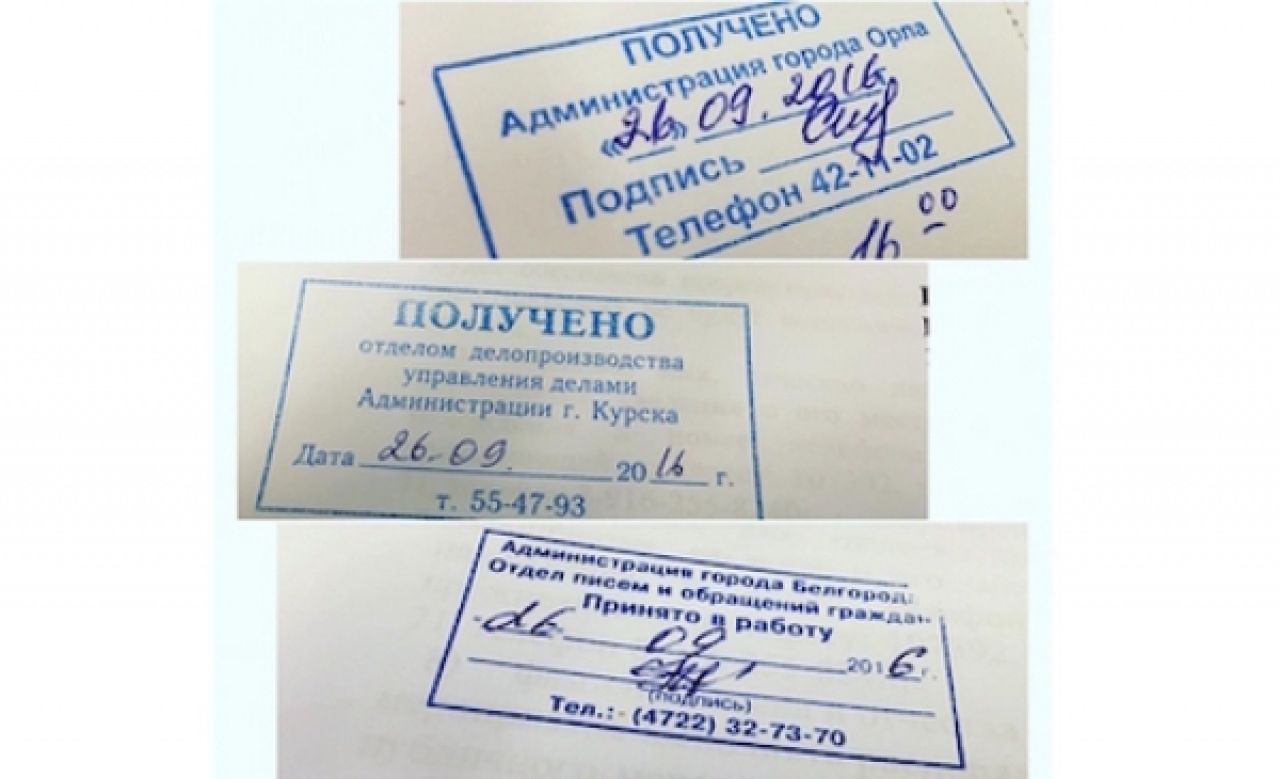 ПОЛУЧЕНО
Администрация города Орла
«26» 09. 2016г.
Подпись
Телефон 42-11-02
16 00
ПОЛУЧЕНО
отделом делопроизводства
управления делами
Администрации г. Курска
Дата 26.09. 2016 г.
т. 55-47-93
Администрация города Белгород
Отдел писем и обращений граждан
Принято в работу
26 09 2016 г.
(подпись)
Тел.: (4722) 32-73-70